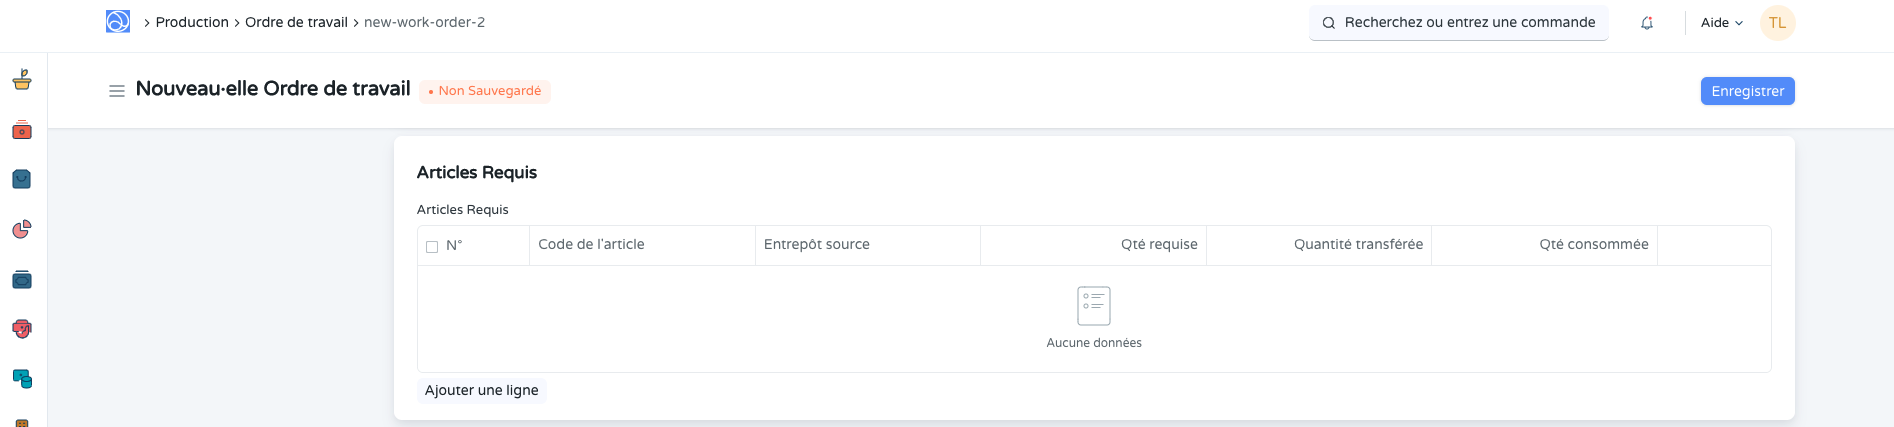 Production > Ordre de travail > new-work-order-2
Recherchez ou entrez une commande
Aide
TL
Nouveau·elle Ordre de travail
• Non Sauvegardé
Enregistrer
Articles Requis
Articles Requis
N° Code de l'article Entrepôt source Qté requise Quantité transférée Qté consommée
Aucune données
Ajouter une ligne